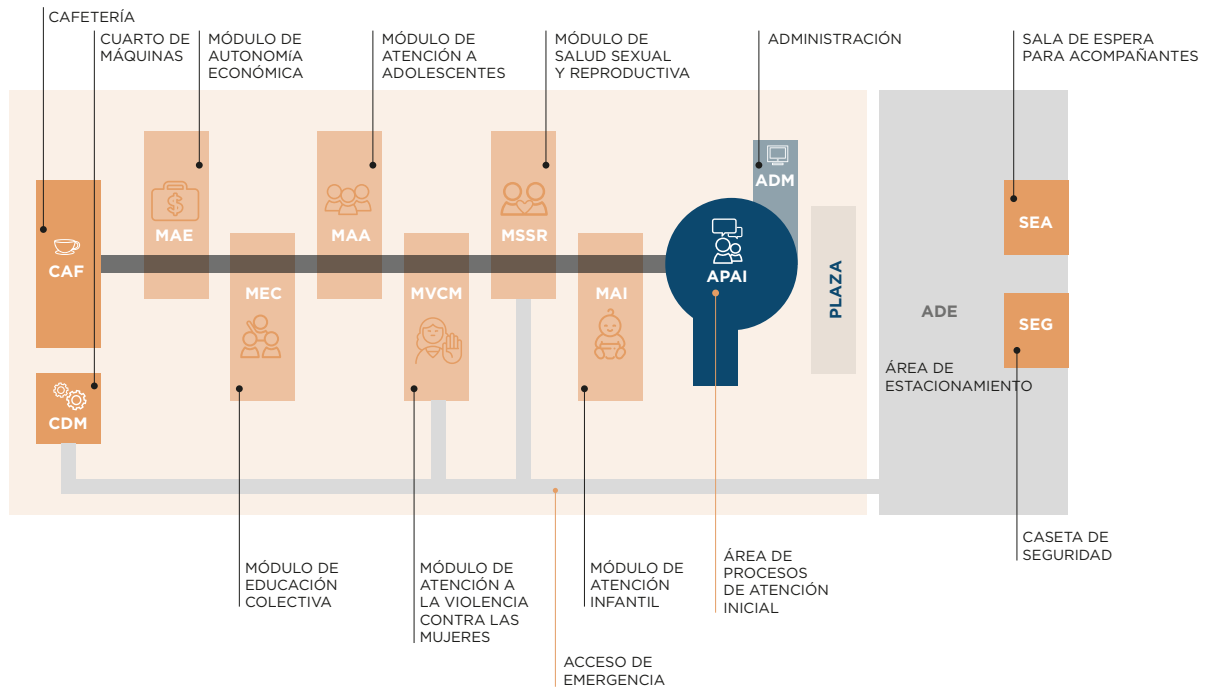 CAFETERÍA
CUARTO DE
MÁQUINAS
MÓDULO DE
AUTONOMíA
ECONÓMICA
MÓDULO DE
ATENCIÓN A
ADOLESCENTES
MÓDULO DE
SALUD SEXUAL
Y REPRODUCTIVA
ADMINISTRACIÓN
SALA DE ESPERA
PARA ACOMPAÑANTES
CAF
MAE
MEC
MAA
MVCM
MSSR
MAI
APAI
ADM
PLAZA
ADE
SEA
SEG
ÁREA DE
ESTACIONAMIENTO
CDM
$
MÓDULO DE
EDUCACIÓN
COLECTIVA
MÓDULO DE
ATENCIÓN A
LA VIOLENCIA
CONTRA LAS
MUJERES
MÓDULO DE
ATENCIÓN
INFANTIL
ÁREA DE
PROCESOS
DE ATENCIÓN
INICIAL
CASETA DE
SEGURIDAD
ACCESO DE
EMERGENCIA